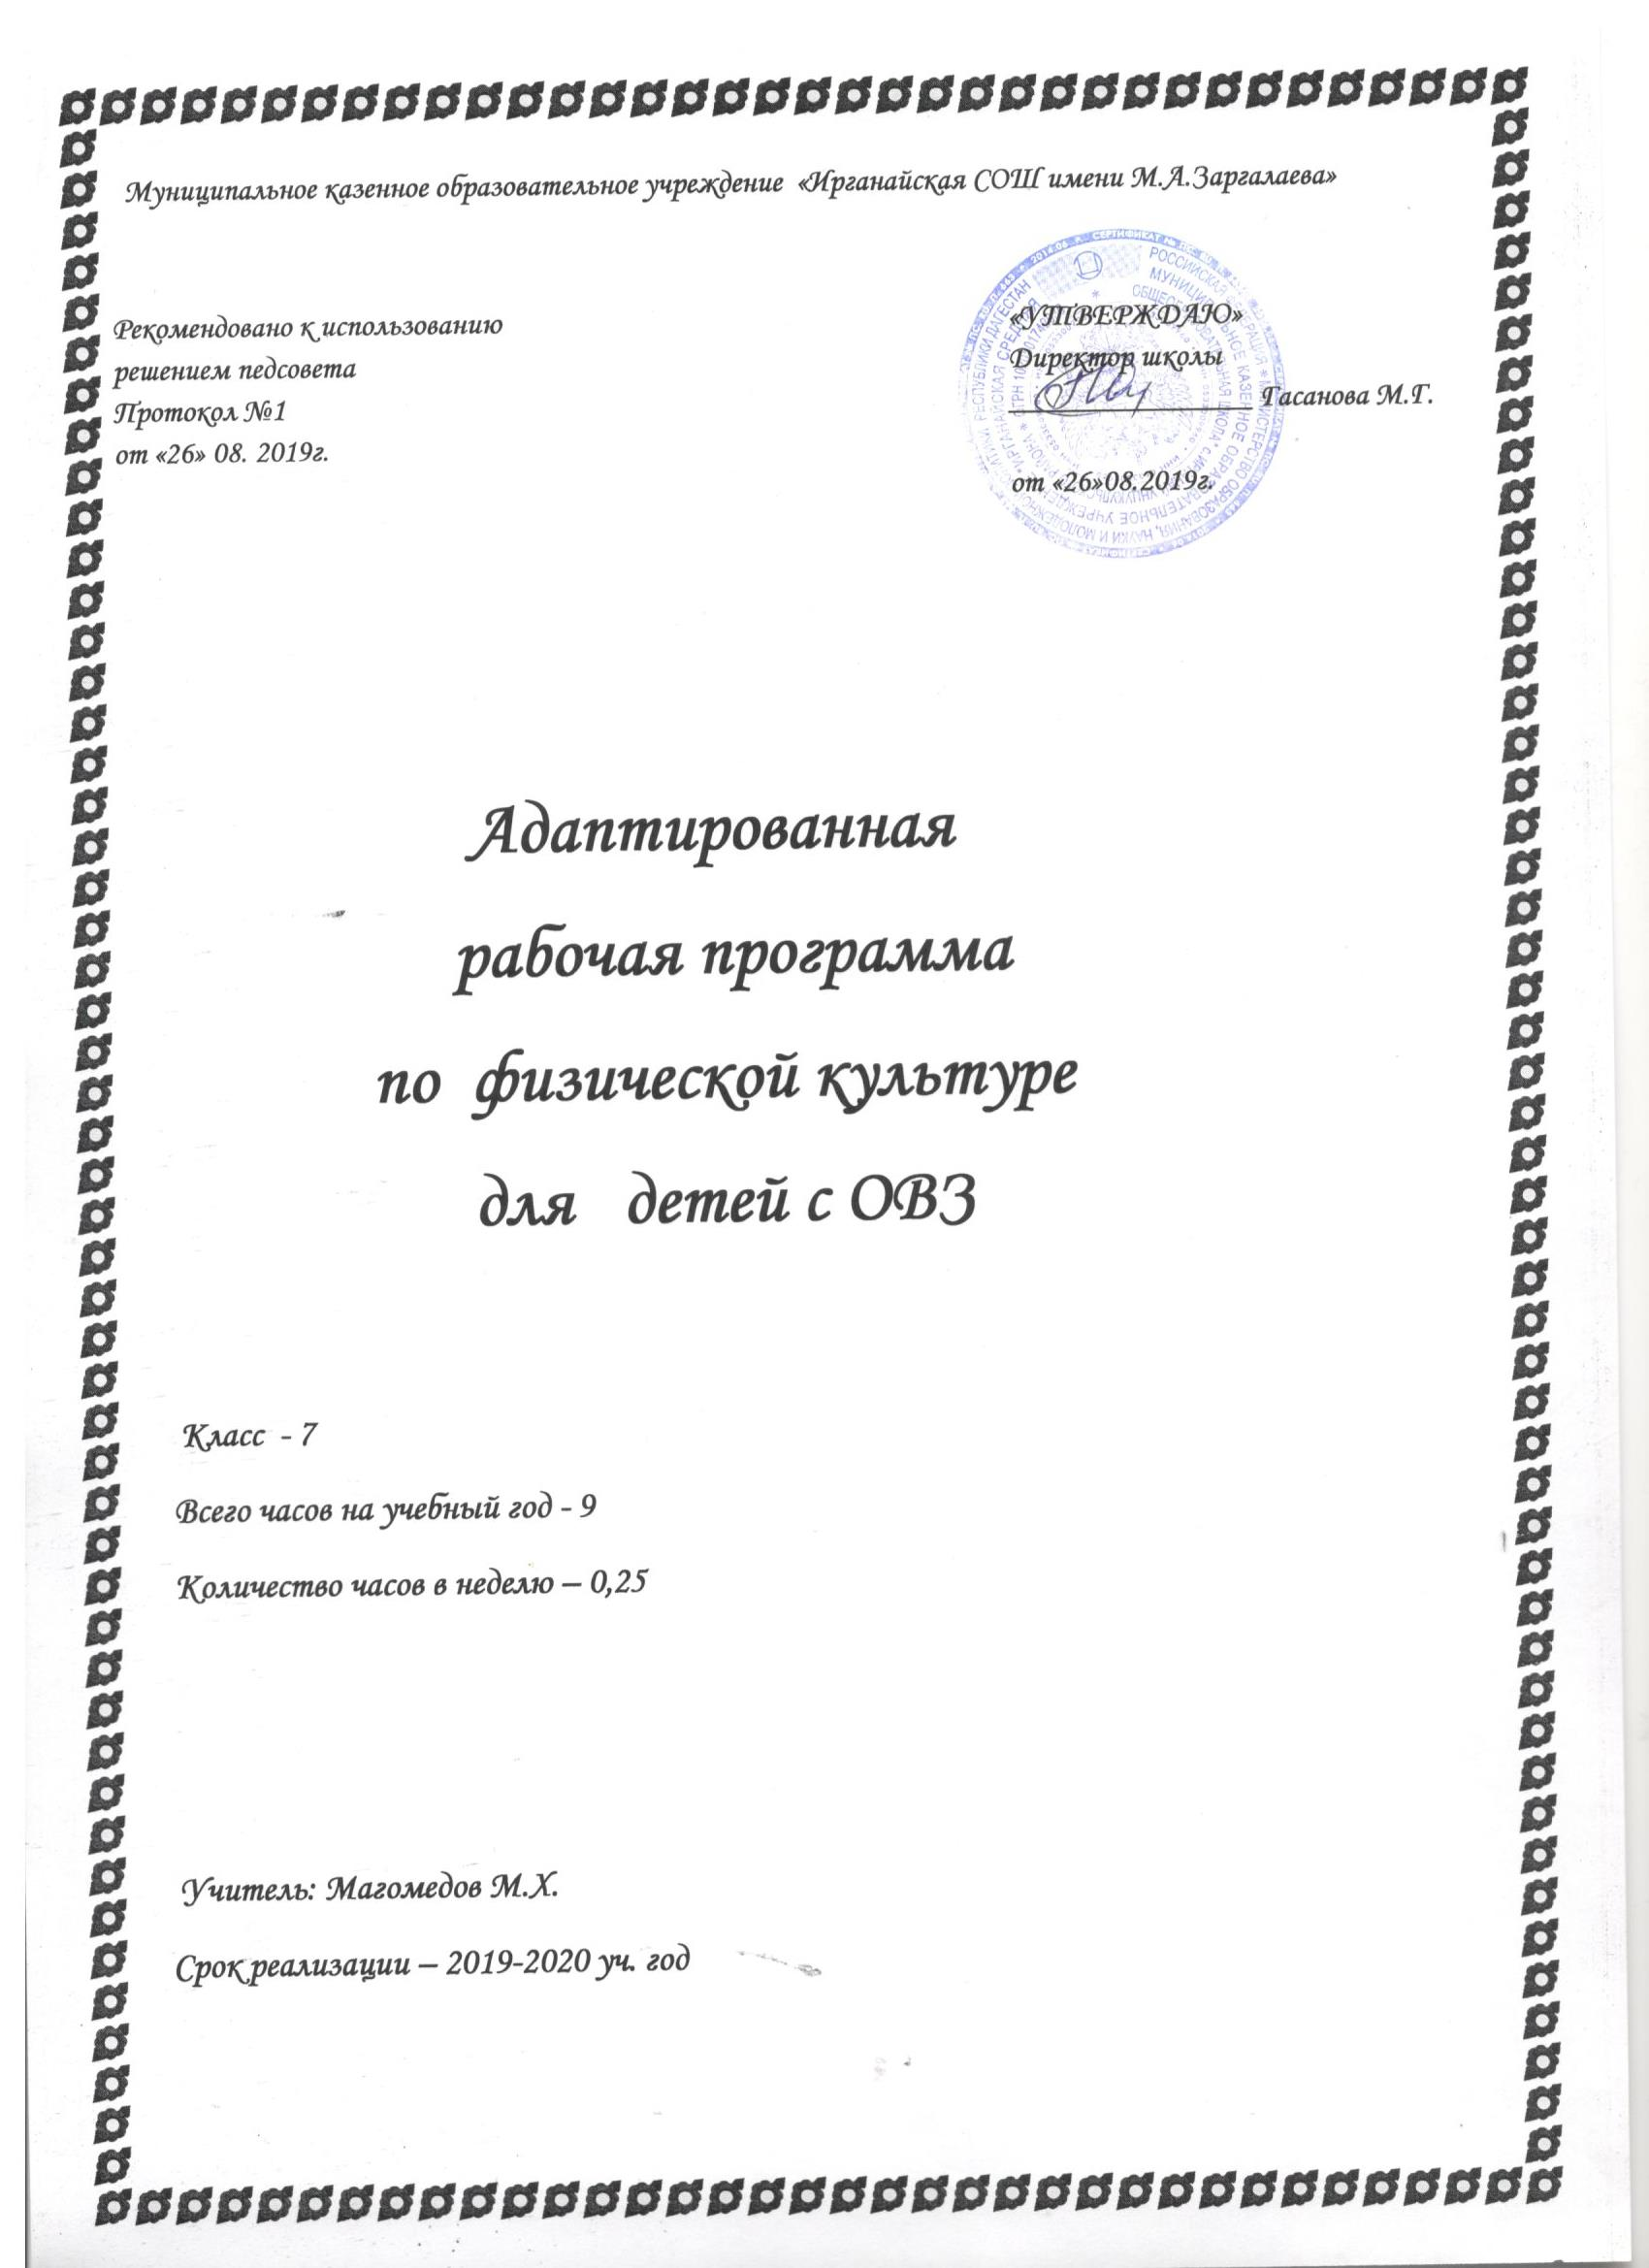 Муниципальное казенное образовательное учреждение «Ирганайская СОШ имени М.А.Заргалаева»
Рекомендовано к использованию
решением педсовета
Протокол №1
от «26» 08. 2019г.
«УТВЕРЖДАЮ»
Директор школы
Гасанова М.Г.
от «26»08.2019г.
Адаптированная
рабочая программа
по физической культуре
для детей с ОВЗ
Класс - 7
Всего часов на учебный год - 9
Количество часов в неделю – 0,25
Учитель: Магомедов М.Х.
Срок реализации – 2019-2020 уч. год